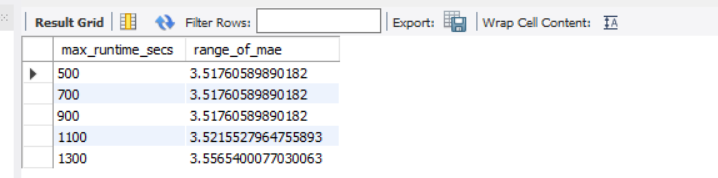 Result Grid Filter Rows: Export: Wrap Cell Content: IA
max_runtime_secs range_of_mae
500 3.51760589890182
700 3.51760589890182
900 3.51760589890182
1100 3.5215527964755893
1300 3.5565400077030063